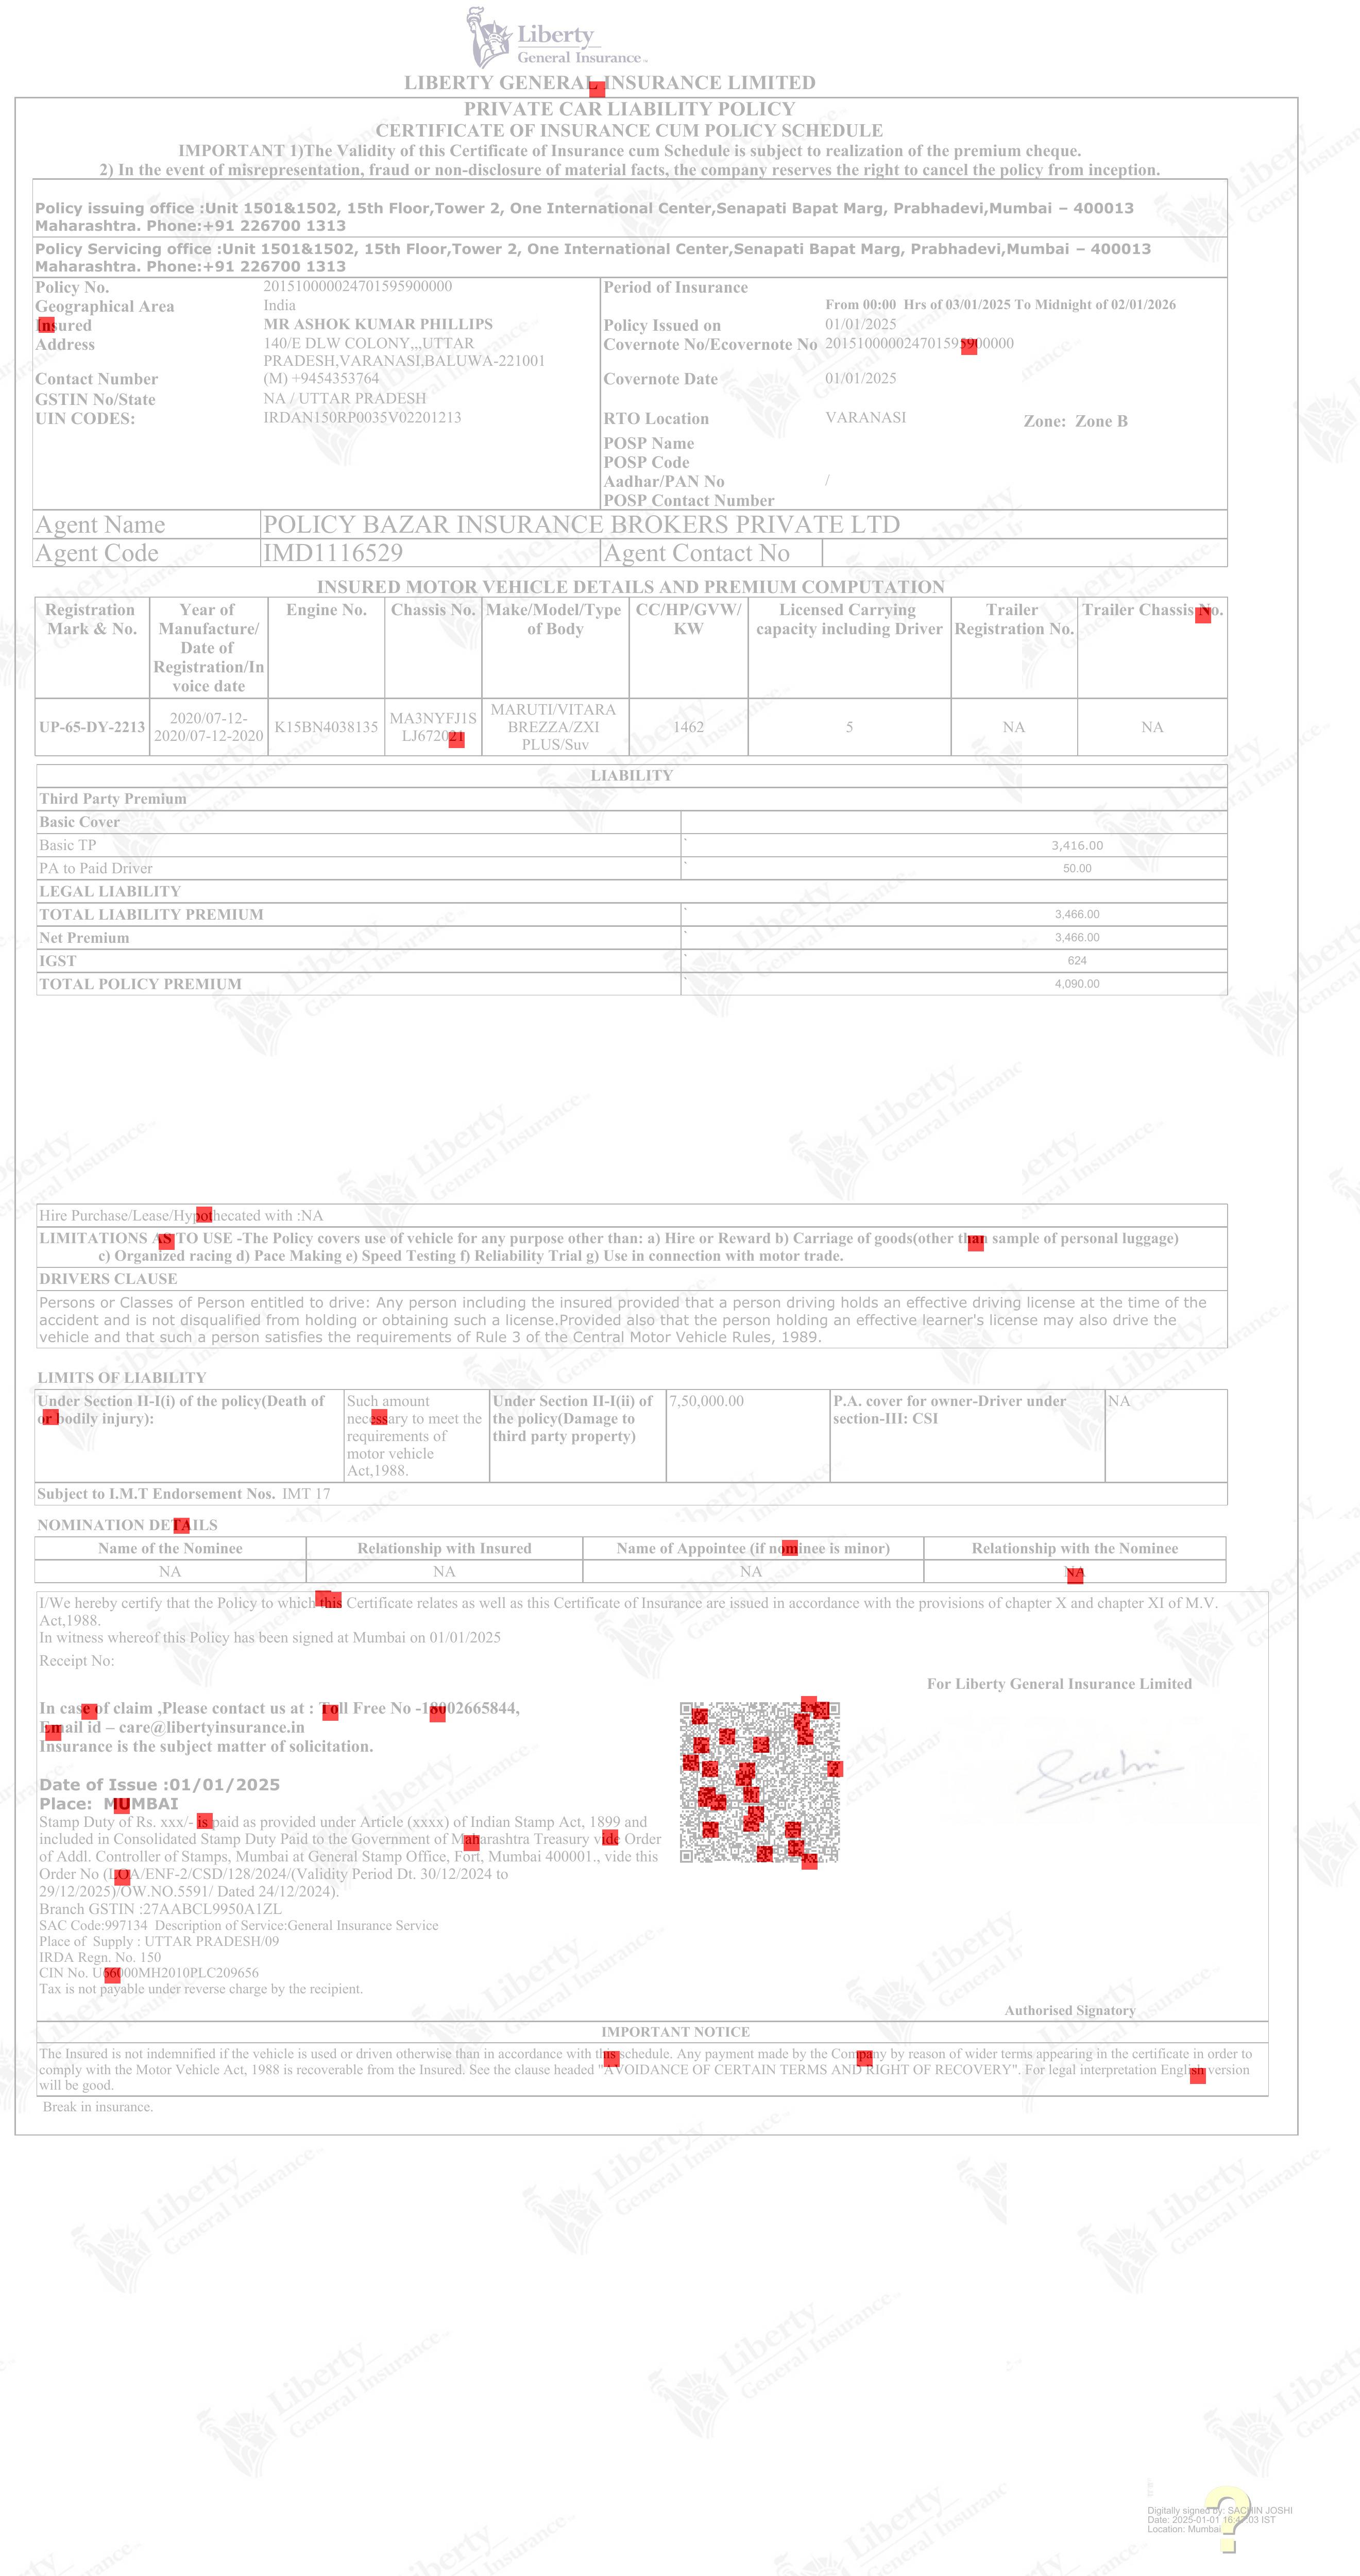 Liberty
General Insurance
LIBERTY GENERAL INSURANCE LIMITED
PRIVATE CAR LIABILITY POLICY
CERTIFICATE OF INSURANCE CUM POLICY SCHEDULE
IMPORTANT 1)The Validity of this Certificate of Insurance cum Schedule is subject to realization of the premium cheque.
2) In the event of misrepresentation, fraud or non-disclosure of material facts, the company reserves the right to cancel the policy from inception.
Policy issuing office :Unit 1501&1502, 15th Floor,Tower 2, One International Center,Senapati Bapat Marg, Prabhadevi,Mumbai – 400013
Maharashtra. Phone:+91 226700 1313
Policy Servicing office :Unit 1501&1502, 15th Floor,Tower 2, One International Center,Senapati Bapat Marg, Prabhadevi,Mumbai – 400013
Maharashtra. Phone:+91 226700 1313
Policy No. 201510000024701595900000
Geographical Area India
Insured MR ASHOK KUMAR PHILLIPS
Address 140/E DLW COLONY,,,UTTAR
PRADESH,VARANASI,BALUWA-221001
Contact Number (M) +9454353764
GSTIN No/State NA / UTTAR PRADESH
UIN CODES: IRDAN150RP0035V02201213
Period of Insurance
From 00:00 Hrs of 03/01/2025 To Midnight of 02/01/2026
Policy Issued on 01/01/2025
Covernote No/Ecovernote No 201510000024701595900000
Covernote Date 01/01/2025
RTO Location VARANASI Zone: Zone B
POSP Name
POSP Code
Aadhar/PAN No /
POSP Contact Number
Agent Name POLICY BAZAR INSURANCE BROKERS PRIVATE LTD
Agent Code IMD1116529 Agent Contact No
INSURED MOTOR VEHICLE DETAILS AND PREMIUM COMPUTATION
Registration Mark & No. Year of Manufacture/ Date of Registration/In voice date Engine No. Chassis No. Make/Model/Type of Body CC/HP/GVW/ KW Licensed Carrying capacity including Driver Trailer Registration No. Trailer Chassis No.
UP-65-DY-2213 2020/07-12-2020/07-12-2020 K15BN4038135 MA3NYFJ1SLJ672021 MARUTI/VITARA BREZZA/ZXI PLUS/Suv 1462 5 NA NA
LIABILITY
Third Party Premium
Basic Cover
Basic TP ` 3,416.00
PA to Paid Driver ` 50.00
LEGAL LIABILITY
TOTAL LIABILITY PREMIUM ` 3,466.00
Net Premium ` 3,466.00
IGST ` 624
TOTAL POLICY PREMIUM ` 4,090.00
Hire Purchase/Lease/Hypothecated with :NA
LIMITATIONS AS TO USE -The Policy covers use of vehicle for any purpose other than: a) Hire or Reward b) Carriage of goods(other than sample of personal luggage)
c) Organized racing d) Pace Making e) Speed Testing f) Reliability Trial g) Use in connection with motor trade.
DRIVERS CLAUSE
Persons or Classes of Person entitled to drive: Any person including the insured provided that a person driving holds an effective driving license at the time of the
accident and is not disqualified from holding or obtaining such a license.Provided also that the person holding an effective learner's license may also drive the
vehicle and that such a person satisfies the requirements of Rule 3 of the Central Motor Vehicle Rules, 1989.
LIMITS OF LIABILITY
Under Section II-I(i) of the policy(Death of or bodily injury): Such amount necessary to meet the requirements of motor vehicle Act,1988. Under Section II-I(ii) of the policy(Damage to third party property) 7,50,000.00 P.A. cover for owner-Driver under section-III: CSI NA
Subject to I.M.T Endorsement Nos. IMT 17
NOMINATION DETAILS
Name of the Nominee Relationship with Insured Name of Appointee (if nominee is minor) Relationship with the Nominee
NA NA NA NA
I/We hereby certify that the Policy to which this Certificate relates as well as this Certificate of Insurance are issued in accordance with the provisions of chapter X and chapter XI of M.V.
Act,1988.
In witness whereof this Policy has been signed at Mumbai on 01/01/2025
Receipt No:
For Liberty General Insurance Limited
In case of claim ,Please contact us at : Toll Free No -18002665844,
Email id – care@libertyinsurance.in
Insurance is the subject matter of solicitation.
Sachi
Date of Issue :01/01/2025
Place: MUMBAI
Stamp Duty of Rs. xxx/- is paid as provided under Article (xxxx) of Indian Stamp Act, 1899 and
included in Consolidated Stamp Duty Paid to the Government of Maharashtra Treasury vide Order
of Addl. Controller of Stamps, Mumbai at General Stamp Office, Fort, Mumbai 400001., vide this
Order No (LOA/ENF-2/CSD/128/2024/(Validity Period Dt. 30/12/2024 to
29/12/2025)/OW.NO.5591/ Dated 24/12/2024).
Branch GSTIN :27AABCL9950A1ZL
SAC Code:997134 Description of Service:General Insurance Service
Place of Supply : UTTAR PRADESH/09
IRDA Regn. No. 150
CIN No. U66000MH2010PLC209656
Tax is not payable under reverse charge by the recipient.
Authorised Signatory
IMPORTANT NOTICE
The Insured is not indemnified if the vehicle is used or driven otherwise than in accordance with this schedule. Any payment made by the Company by reason of wider terms appearing in the certificate in order to
comply with the Motor Vehicle Act, 1988 is recoverable from the Insured. See the clause headed "AVOIDANCE OF CERTAIN TERMS AND RIGHT OF RECOVERY". For legal interpretation English version
will be good.
Break in insurance.
?
Digitally signed by: SACHIN JOSHI
Date: 2025-01-01 16:47:03 IST
Location: Mumbai